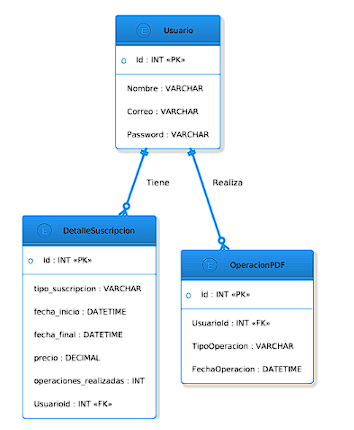 E Usuario
Id : INT «PK»
Nombre : VARCHAR
Correo : VARCHAR
Password : VARCHAR
Tiene
Realiza
E DetalleSuscripcion
Id : INT «PK»
tipo_suscripcion : VARCHAR
fecha_inicio : DATETIME
fecha_final : DATETIME
precio : DECIMAL
operaciones_realizadas : INT
UsuarioId : INT «FK»
E OperacionPDF
Id : INT «PK»
UsuarioId : INT «FK»
TipoOperacion : VARCHAR
FechaOperacion : DATETIME